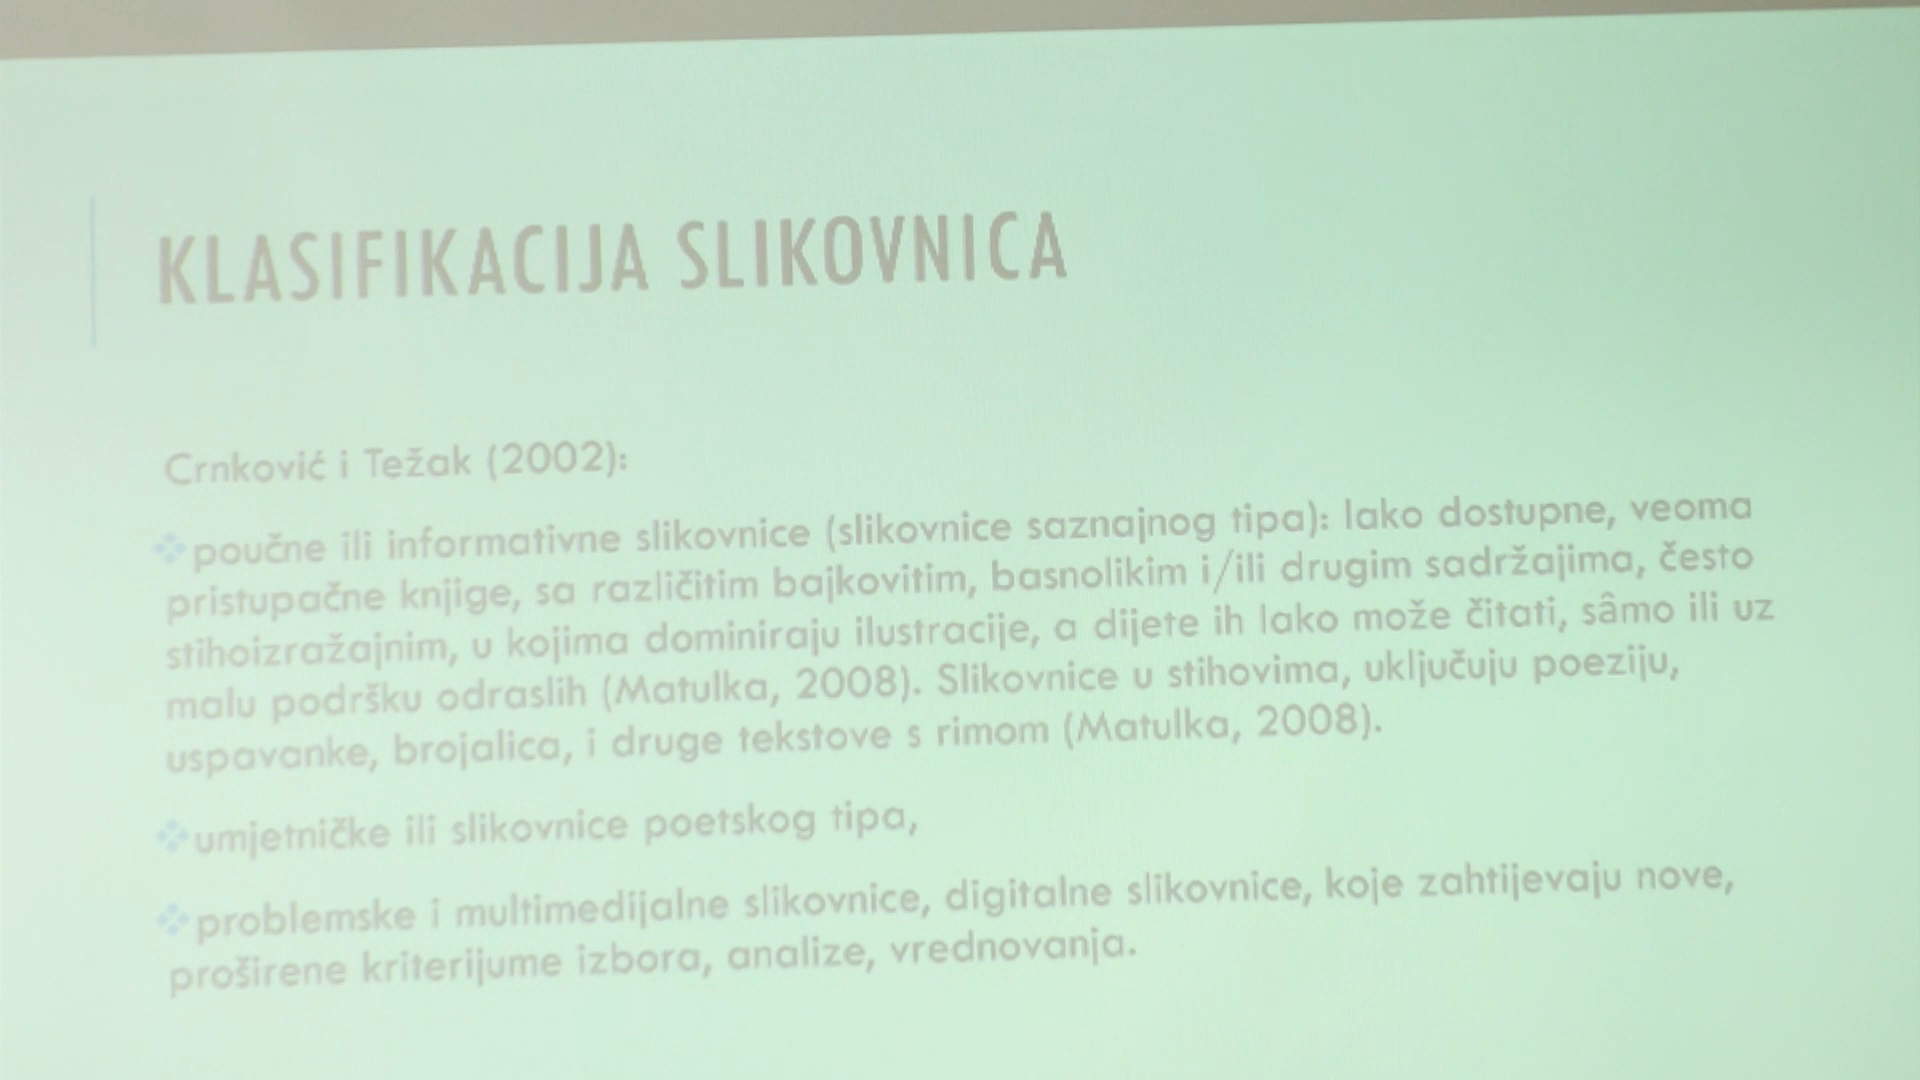 KLASIFIKACIJA SLIKOVNICA
Crnković i Težak (2002):
❖poučne ili informativne slikovnice (slikovnice saznajnog tipa): lako dostupne, veoma
pristupačne knjige, sa različitim bajkovitim, basnolikim i/ili drugim sadržajima, često
stihoizražajnim, u kojima dominiraju ilustracije, a dijete ih lako može čitati, sâmo ili uz
malu podršku odraslih (Matulka, 2008). Slikovnice u stihovima, uključuju poeziju,
uspavanke, brojalica, i druge tekstove s rimom (Matulka, 2008).
❖umjetničke ili slikovnice poetskog tipa,
❖problemske i multimedijalne slikovnice, digitalne slikovnice, koje zahtijevaju nove,
proširene kriterijume izbora, analize, vrednovanja.